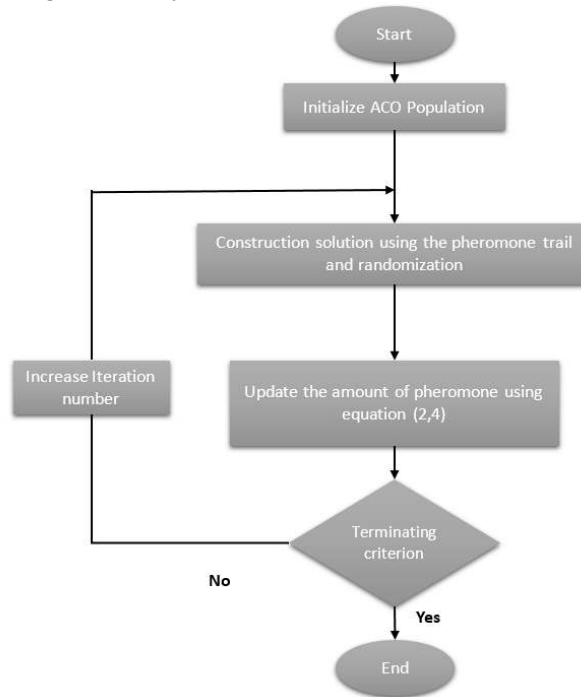 Start
Initialize ACO Population
Construction solution using the pheromone trail
and randomization
Increase Iteration
number
Update the amount of pheromone using
equation (2,4)
Terminating
criterion
No
Yes
End